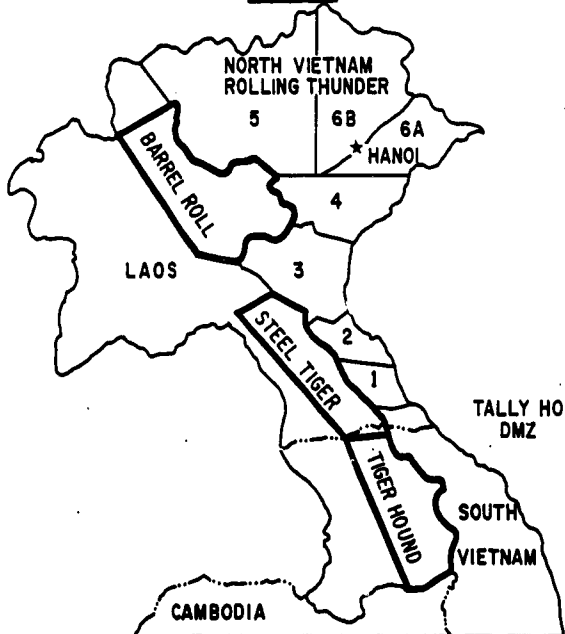 NORTH VIETNAM
ROLLING THUNDER
5
6B
6A
HANOI
BARREL ROLL
4
LAOS
3
STEEL TIGER
2
1
TALLY HO
DMZ
TIGER HOUND
SOUTH
VIETNAM
CAMBODIA